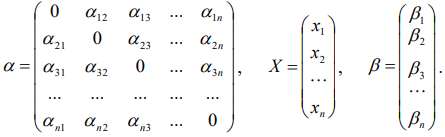 α = ( 0 α12 α13 ... α1n
α21 0 α23 ... α2n
α31 α32 0 ... α3n
... ... ... ... ...
αn1 αn2 αn3 ... 0 ), X = ( x1
x2
...
xn ), β = ( β1
β2
β3
...
βn ).